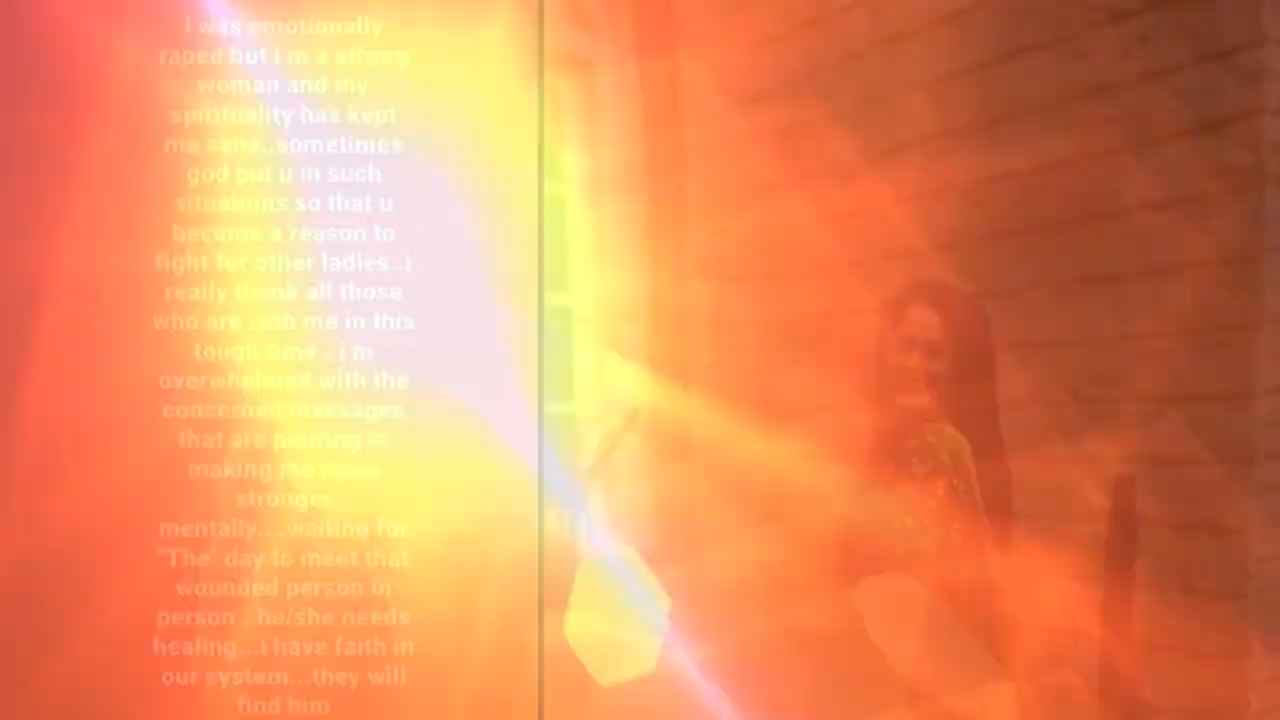 I was emotionally
raped but i m a strong
woman and my
spirituality has kept
me sane..sometimes
god put u in such
situations so that u
become a reason to
fight for other ladies..i
really thank all those
who are with me in this
tough time . i m
overwhelmed with the
concerned massages
that are pouring in
making me more
stronger
mentally....waiting for
"The" day to meet that
wounded person in
person ..he/she needs
healing...i have faith in
our system...they will
find him